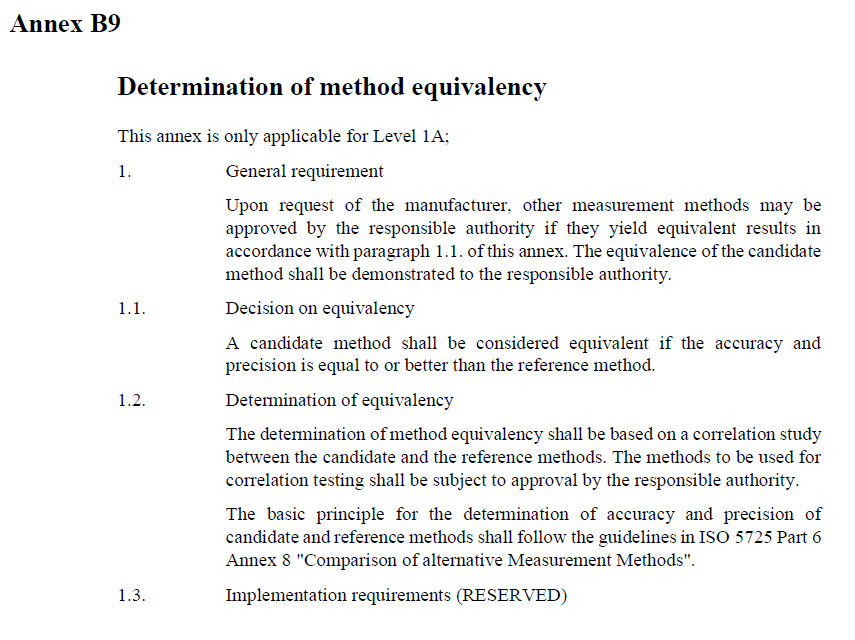 Annex B9
Determination of method equivalency
This annex is only applicable for Level 1A;
1. General requirement
Upon request of the manufacturer, other measurement methods may be
approved by the responsible authority if they yield equivalent results in
accordance with paragraph 1.1. of this annex. The equivalence of the candidate
method shall be demonstrated to the responsible authority.
1.1. Decision on equivalency
A candidate method shall be considered equivalent if the accuracy and
precision is equal to or better than the reference method.
1.2. Determination of equivalency
The determination of method equivalency shall be based on a correlation study
between the candidate and the reference methods. The methods to be used for
correlation testing shall be subject to approval by the responsible authority.
The basic principle for the determination of accuracy and precision of
candidate and reference methods shall follow the guidelines in ISO 5725 Part 6
Annex 8 "Comparison of alternative Measurement Methods".
1.3. Implementation requirements (RESERVED)